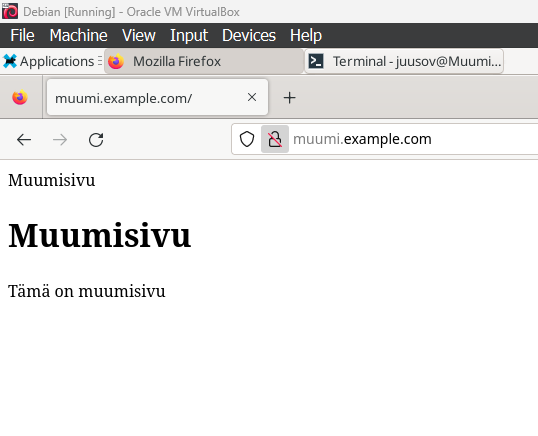 Debian [Running] - Oracle VM VirtualBox
File Machine View Input Devices Help
Applications Mozilla Firefox Terminal - juusov@Muumi...
muumi.example.com/
muumi.example.com
Muumisivu
Muumisivu
Tämä on muumisivu